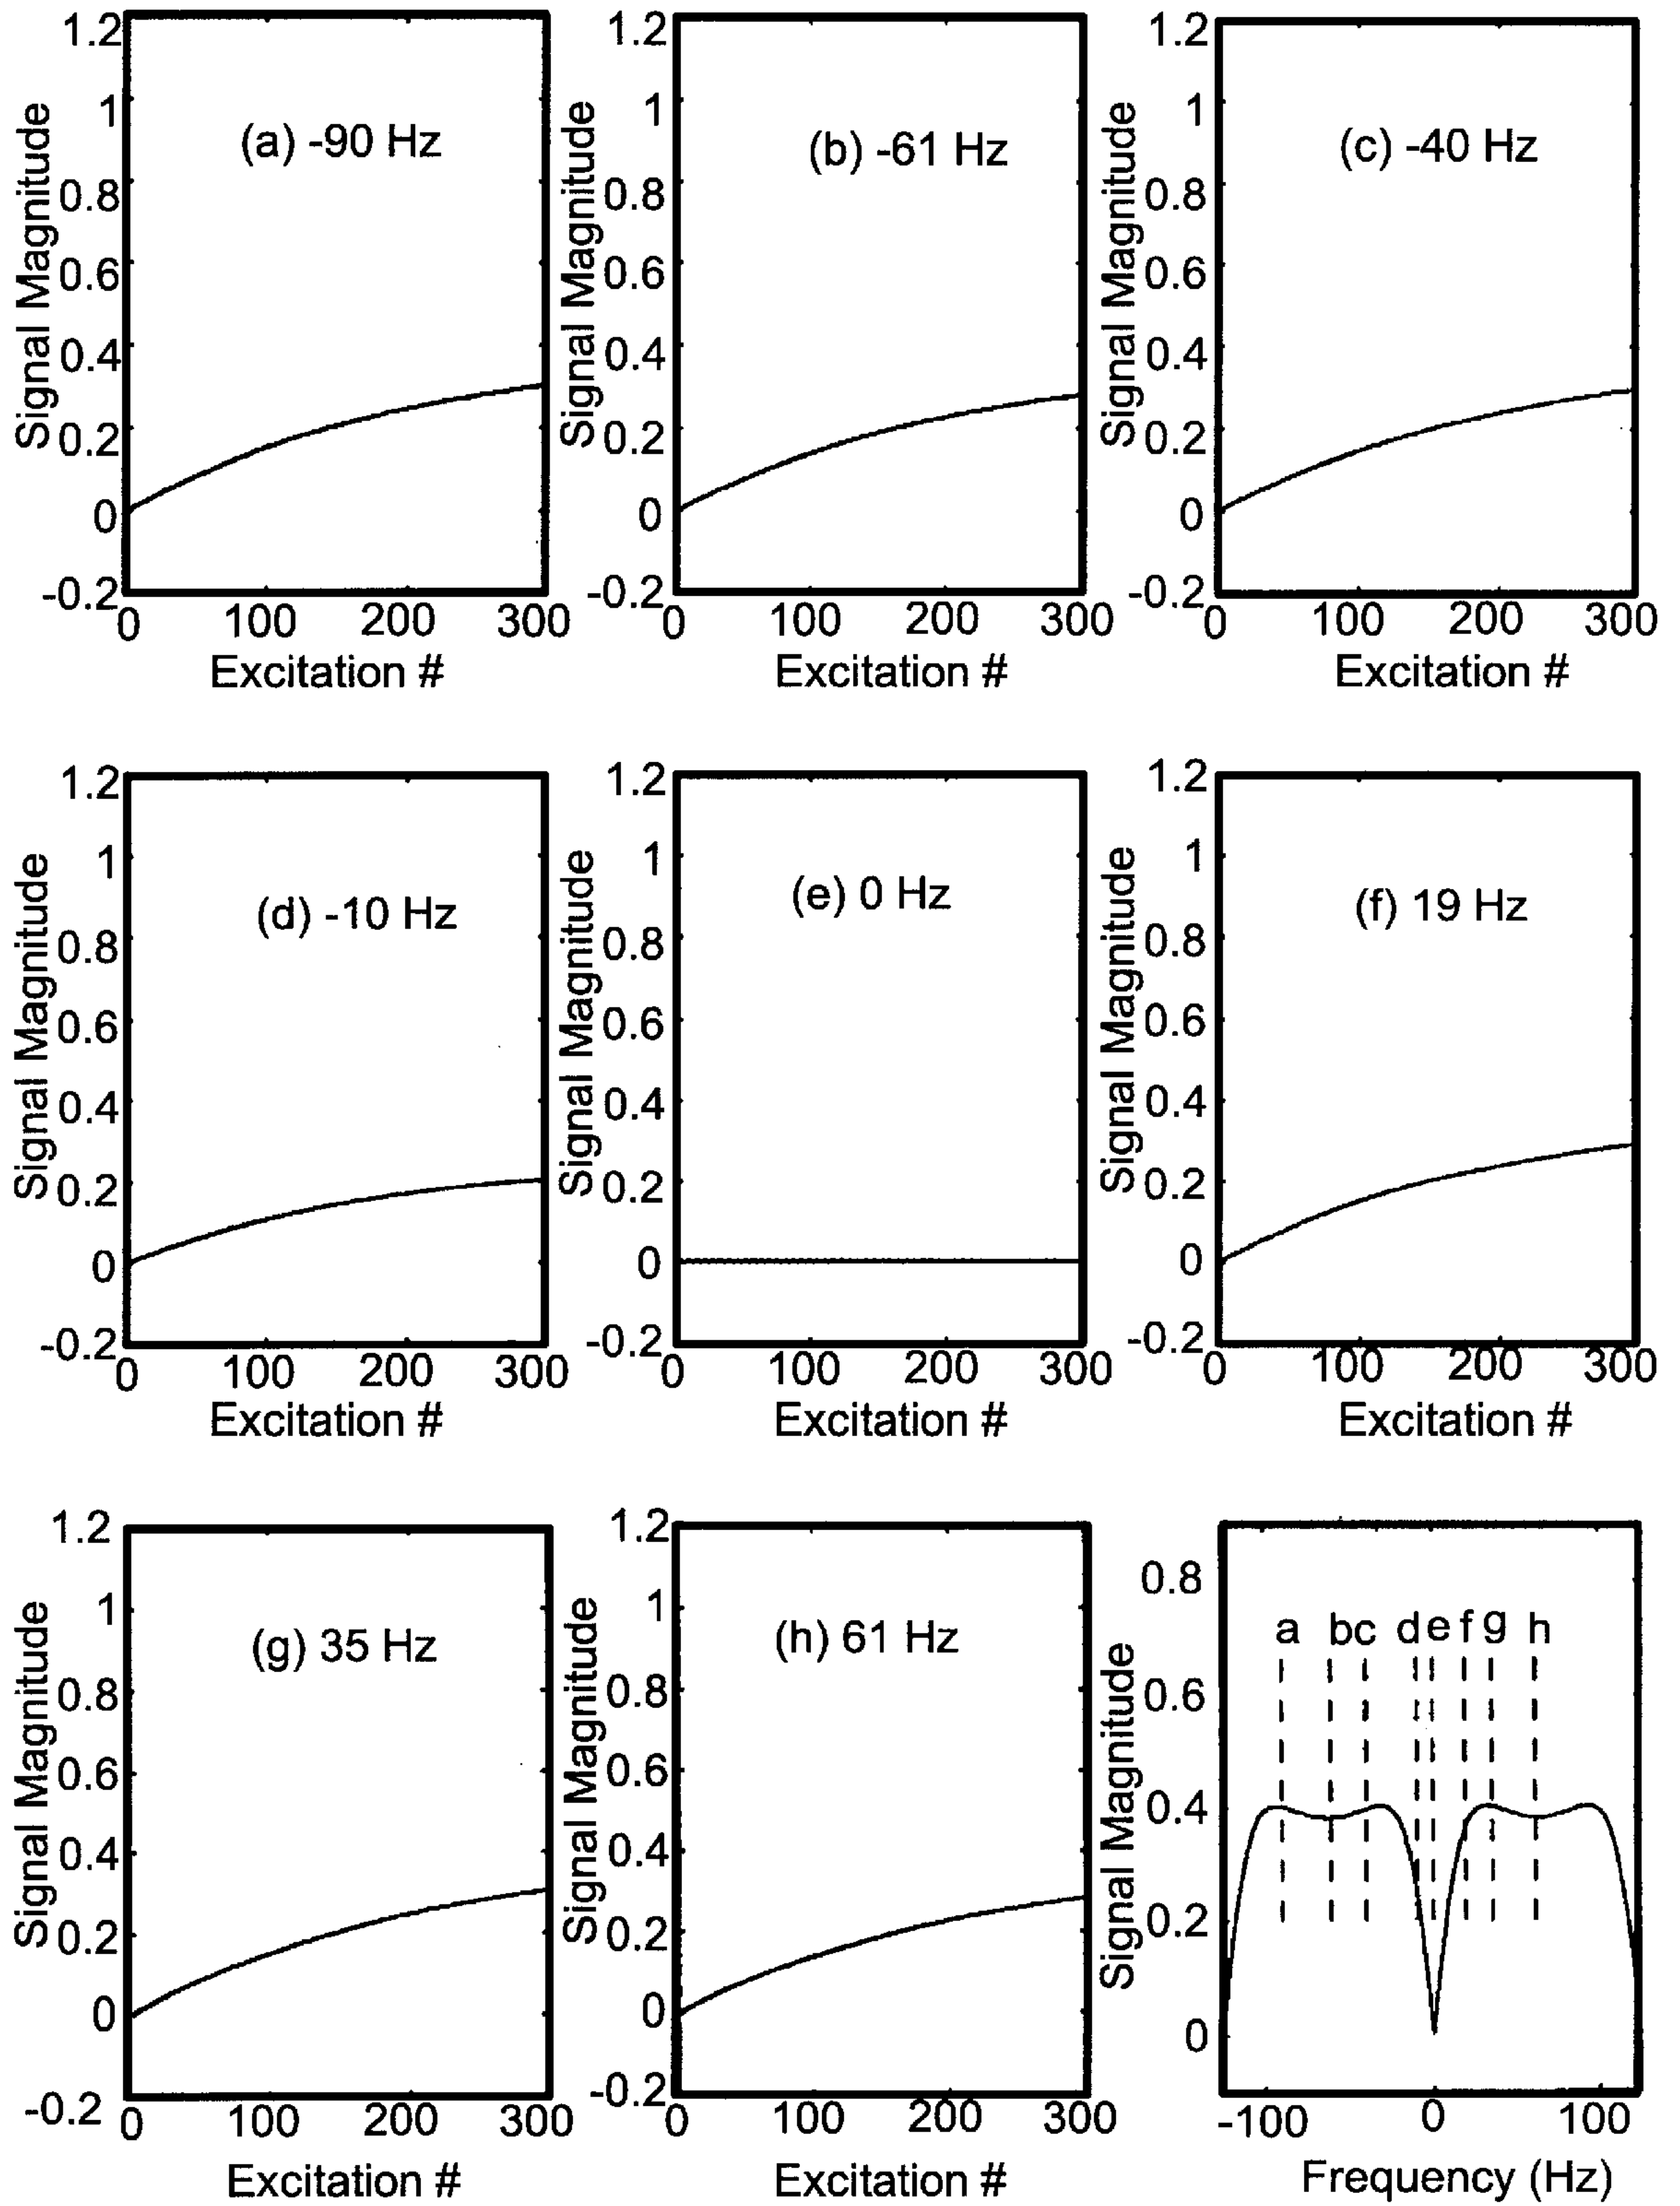 1.2
1
0.8
0.6
0.4
0.2
0
-0.2
Signal Magnitude
(a) -90 Hz
0 100 200 300
Excitation #
1.2
1
0.8
0.6
0.4
0.2
0
-0.2
Signal Magnitude
(b) -61 Hz
0 100 200 300
Excitation #
1.2
1
0.8
0.6
0.4
0.2
0
-0.2
Signal Magnitude
(c) -40 Hz
0 100 200 300
Excitation #
1.2
1
0.8
0.6
0.4
0.2
0
-0.2
Signal Magnitude
(d) -10 Hz
0 100 200 300
Excitation #
1.2
1
0.8
0.6
0.4
0.2
0
-0.2
Signal Magnitude
(e) 0 Hz
0 100 200 300
Excitation #
1.2
1
0.8
0.6
0.4
0.2
0
-0.2
Signal Magnitude
(f) 19 Hz
0 100 200 300
Excitation #
1.2
1
0.8
0.6
0.4
0.2
0
-0.2
Signal Magnitude
(g) 35 Hz
0 100 200 300
Excitation #
1.2
1
0.8
0.6
0.4
0.2
0
-0.2
Signal Magnitude
(h) 61 Hz
0 100 200 300
Excitation #
0.8
0.6
0.4
0.2
0
Signal Magnitude
a bc d e f g h
-100 0 100
Frequency (Hz)